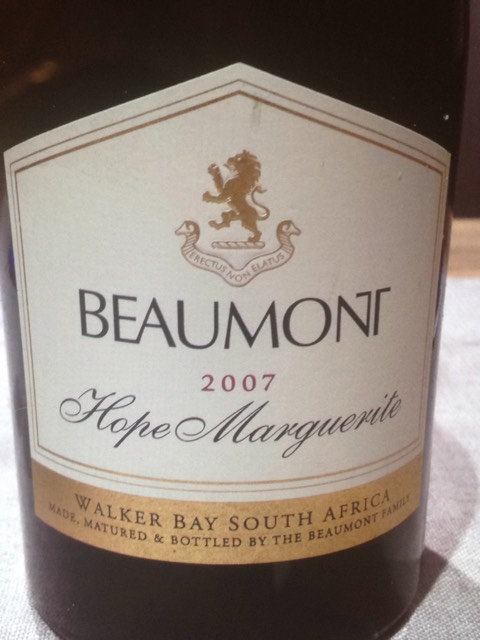 ERECTUS NON ELATUS
BEAUMONT
2007
Hope Marguerite
WALKER BAY SOUTH AFRICA
MADE, MATURED & BOTTLED BY THE BEAUMONT FAMILY